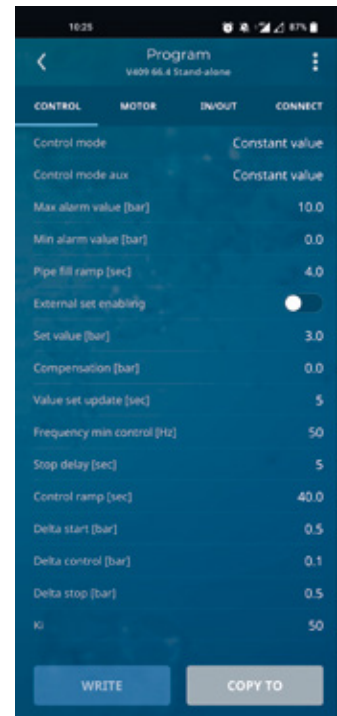 10:25 87%
Program
V409 66.4 Stand-alone
CONTROL MOTOR IN/OUT CONNECT
Control mode Constant value
Control mode aux Constant value
Max alarm value [bar] 10.0
Min alarm value [bar] 0.0
Pipe fill ramp [sec] 4.0
External set enabling
Set value [bar] 3.0
Compensation [bar] 0.0
Value set update [sec] 5
Frequency min control [Hz] 50
Stop delay [sec] 5
Control ramp [sec] 40.0
Delta start [bar] 0.5
Delta control [bar] 0.1
Delta stop [bar] 0.5
Ki 50
WRITE COPY TO